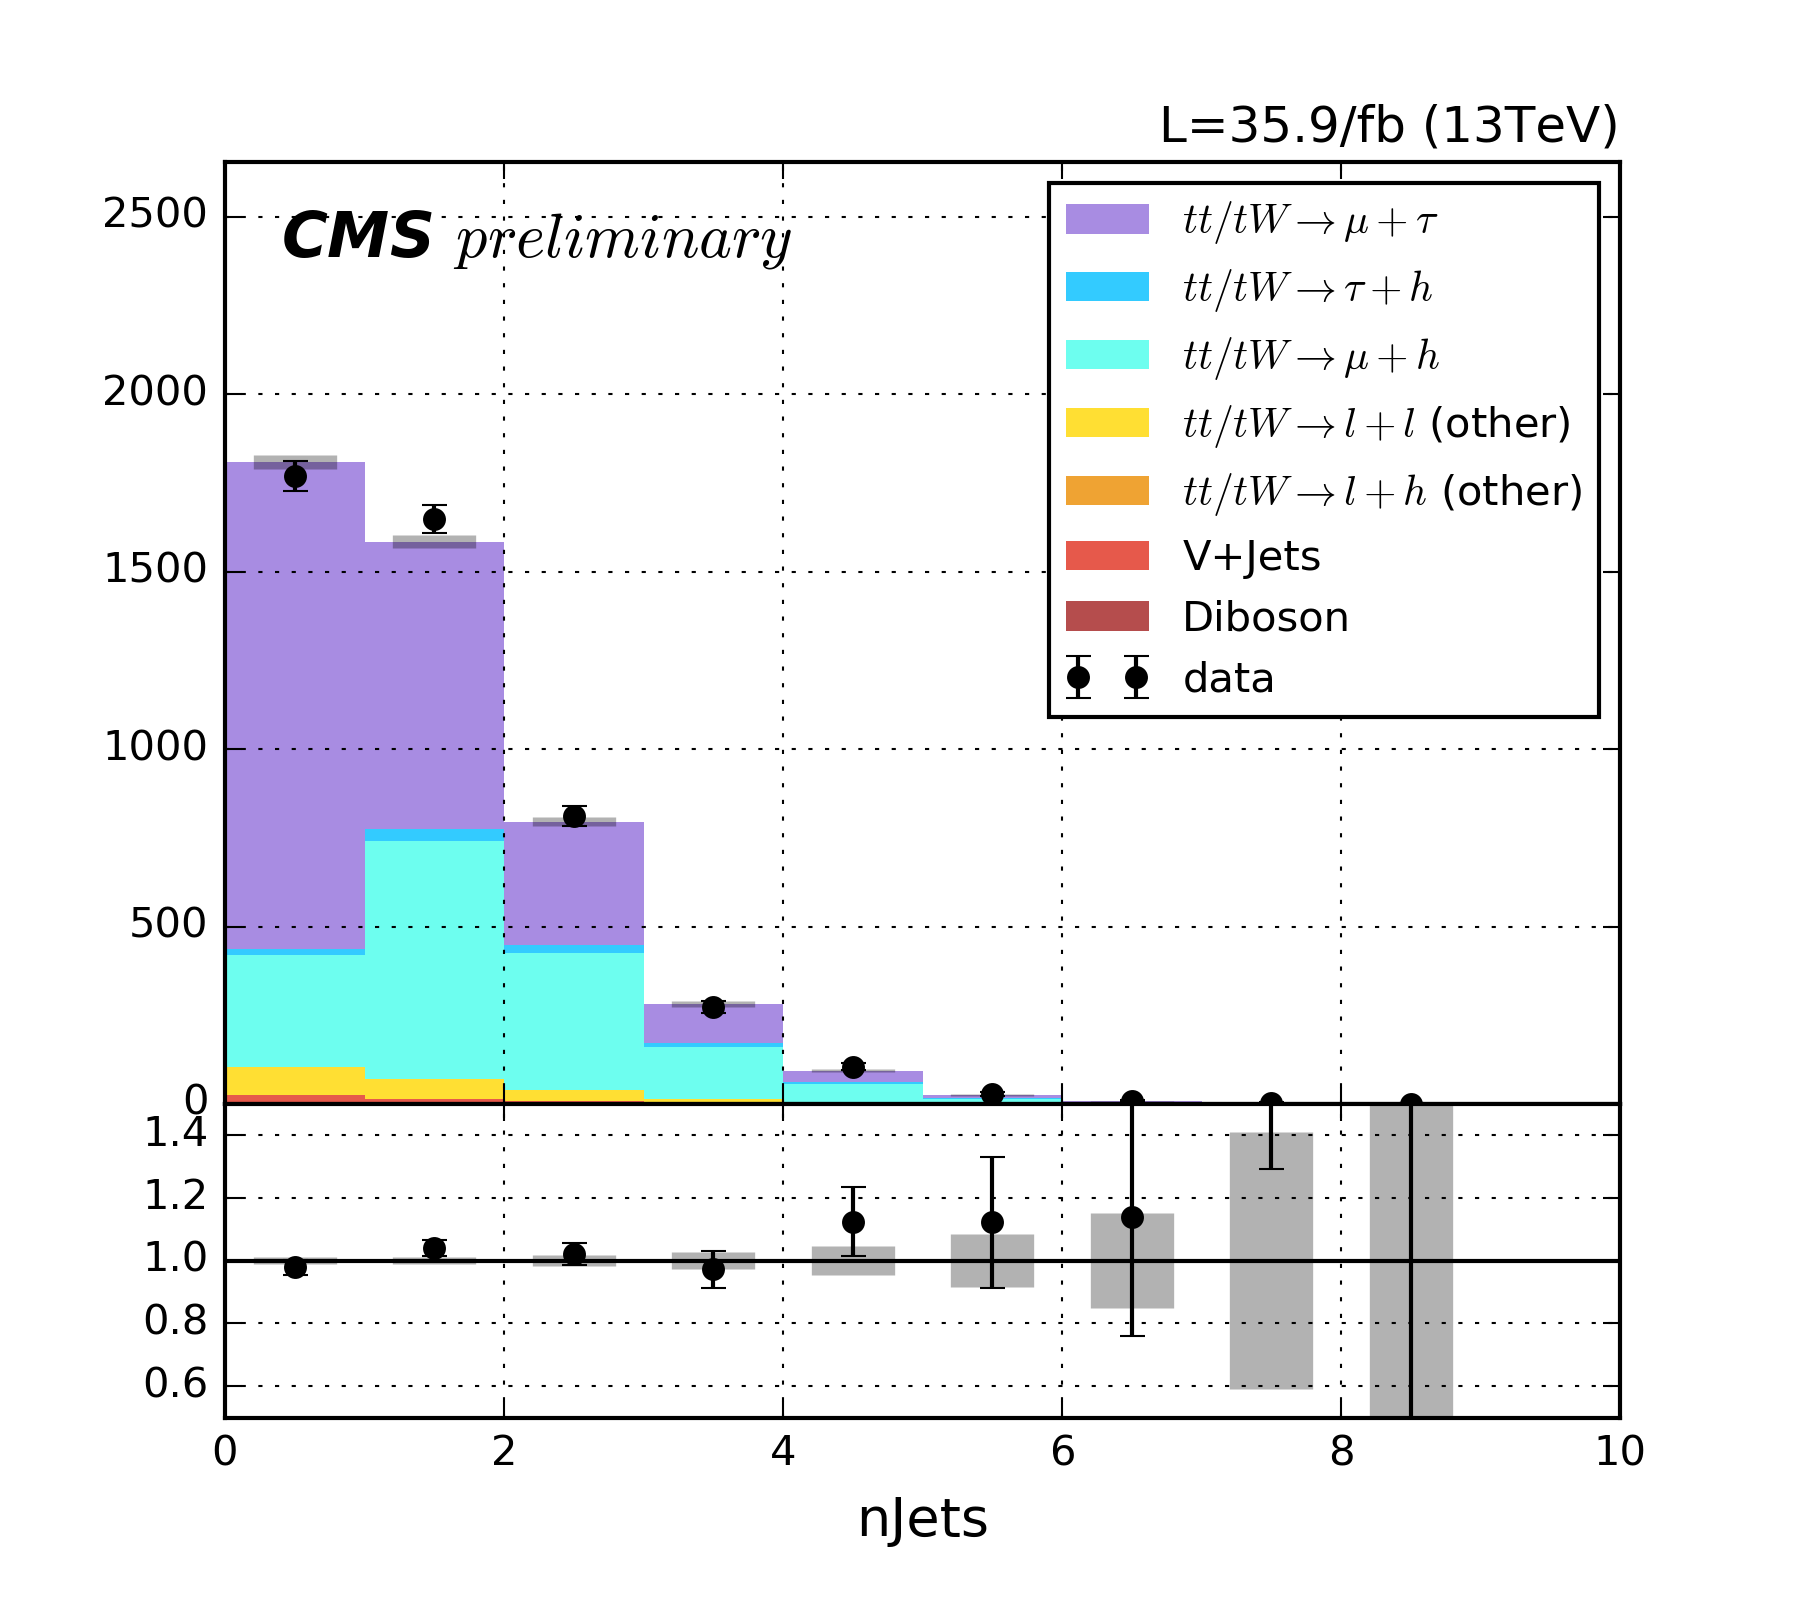 L=35.9/fb (13TeV)
CMS preliminary
2500
2000
1500
1000
500
0
tt/tW → μ + τ
tt/tW → τ + h
tt/tW → μ + h
tt/tW → l + l (other)
tt/tW → l + h (other)
V+Jets
Diboson
data
1.4
1.2
1.0
0.8
0.6
0 2 4 6 8 10
nJets